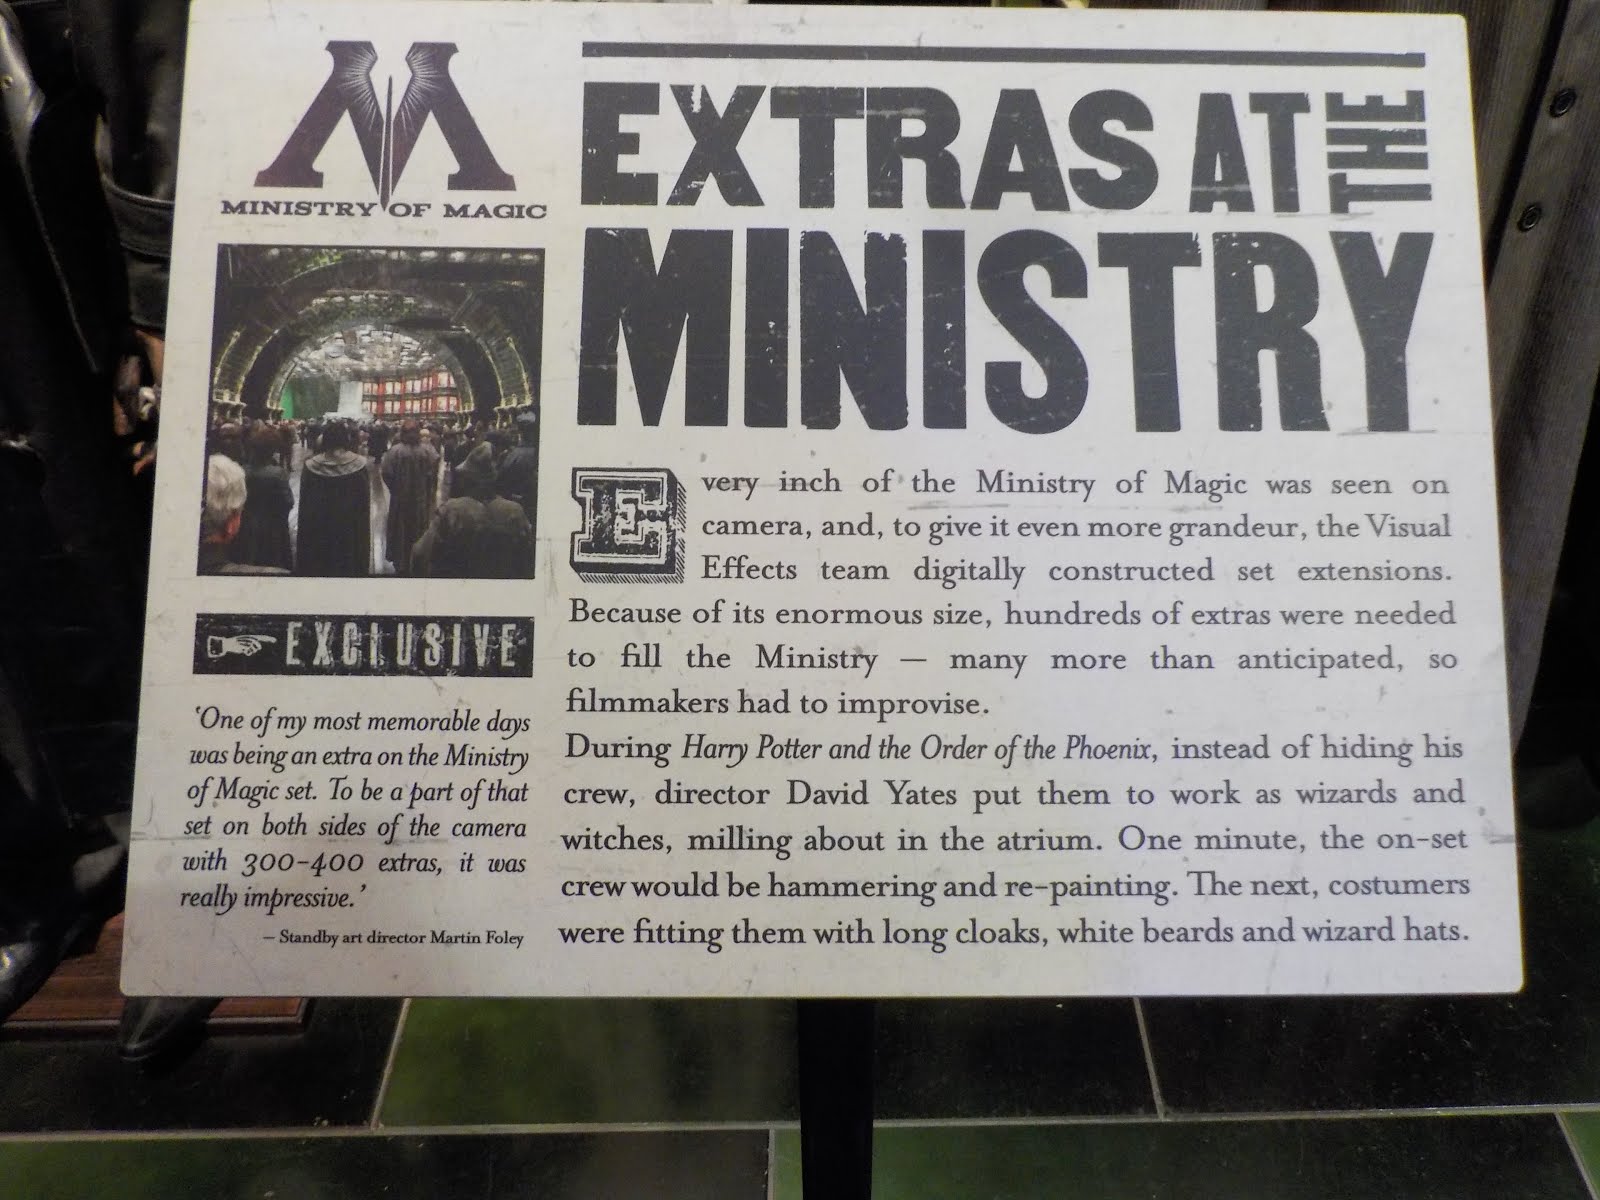 MINISTRY OF MAGIC
EXTRAS AT THE
MINISTRY
Every inch of the Ministry of Magic was seen on
camera, and, to give it even more grandeur, the Visual
Effects team digitally constructed set extensions.
Because of its enormous size, hundreds of extras were needed
to fill the Ministry — many more than anticipated, so
filmmakers had to improvise.
During Harry Potter and the Order of the Phoenix, instead of hiding his
crew, director David Yates put them to work as wizards and
witches, milling about in the atrium. One minute, the on-set
crew would be hammering and re-painting. The next, costumers
were fitting them with long cloaks, white beards and wizard hats.
EXCLUSIVE
‘One of my most memorable days
was being an extra on the Ministry
of Magic set. To be a part of that
set on both sides of the camera
with 300-400 extras, it was
really impressive.’
– Standby art director Martin Foley